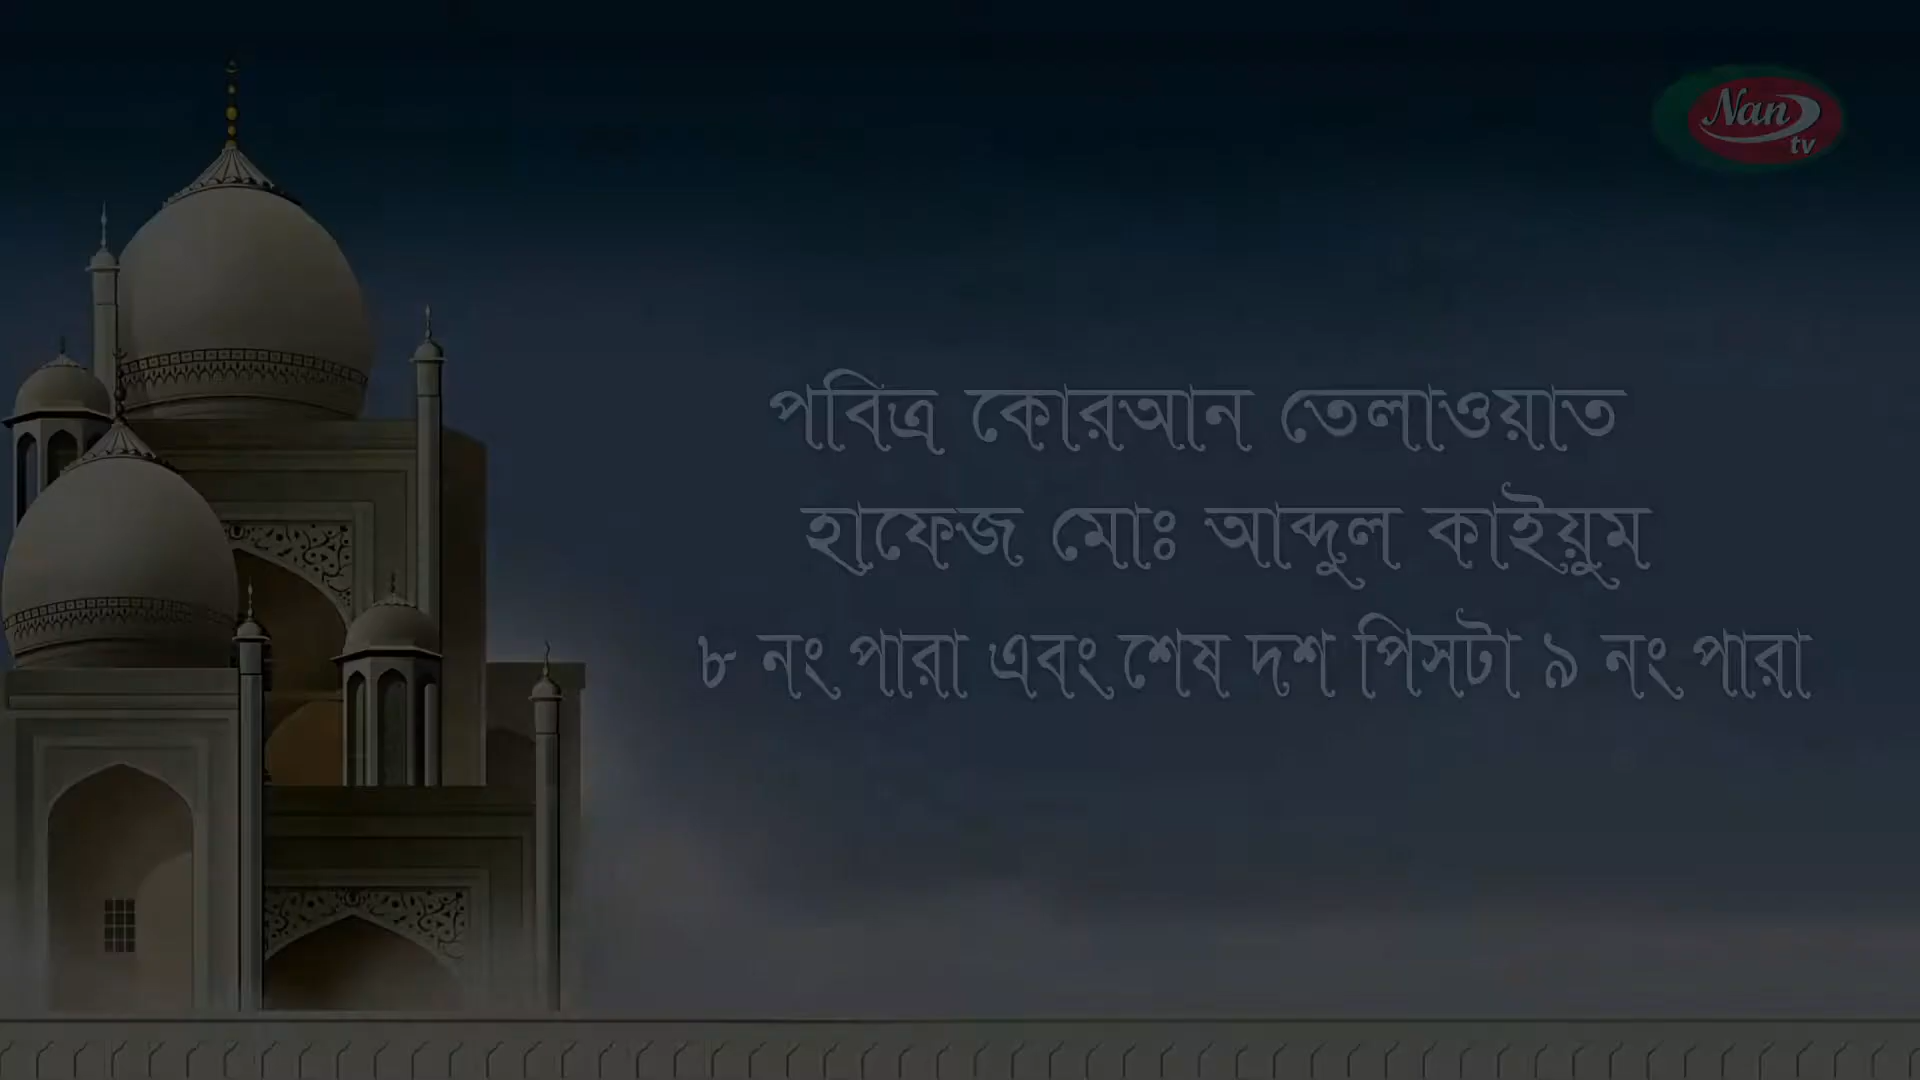 Nan
tv
পবিত্র কোরআন তেলাওয়াত
হাফেজ মোঃ আব্দুল কাইয়ুম
৮ নং পারা এবং শেষ দশ পিসটা ৯ নং পারা